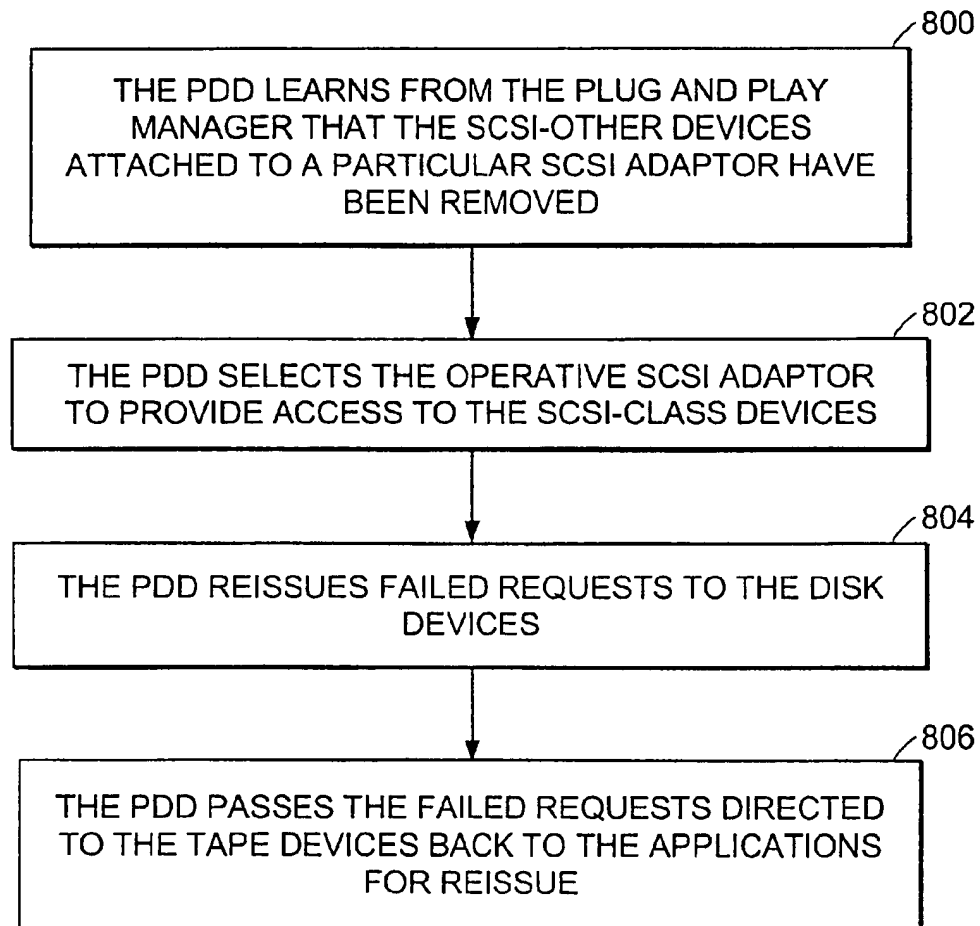 800
THE PDD LEARNS FROM THE PLUG AND PLAY
MANAGER THAT THE SCSI-OTHER DEVICES
ATTACHED TO A PARTICULAR SCSI ADAPTOR HAVE
BEEN REMOVED
802
THE PDD SELECTS THE OPERATIVE SCSI ADAPTOR
TO PROVIDE ACCESS TO THE SCSI-CLASS DEVICES
804
THE PDD REISSUES FAILED REQUESTS TO THE DISK
DEVICES
806
THE PDD PASSES THE FAILED REQUESTS DIRECTED
TO THE TAPE DEVICES BACK TO THE APPLICATIONS
FOR REISSUE